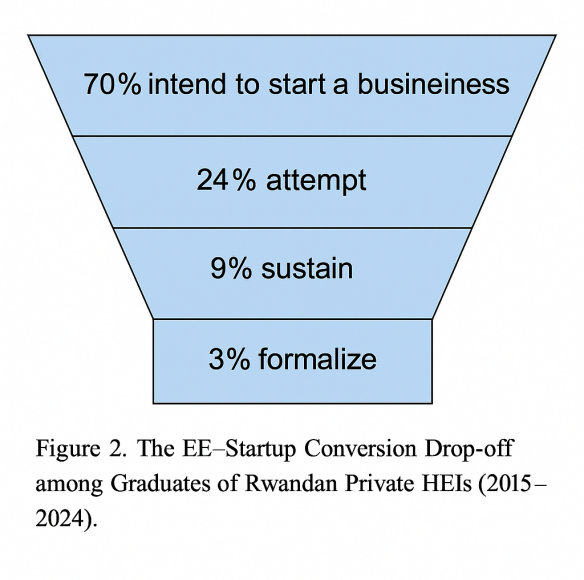 70% intend to start a busineiness
24% attempt
9% sustain
3% formalize
Figure 2. The EE–Startup Conversion Drop-off
among Graduates of Rwandan Private HEIs (2015–
2024).